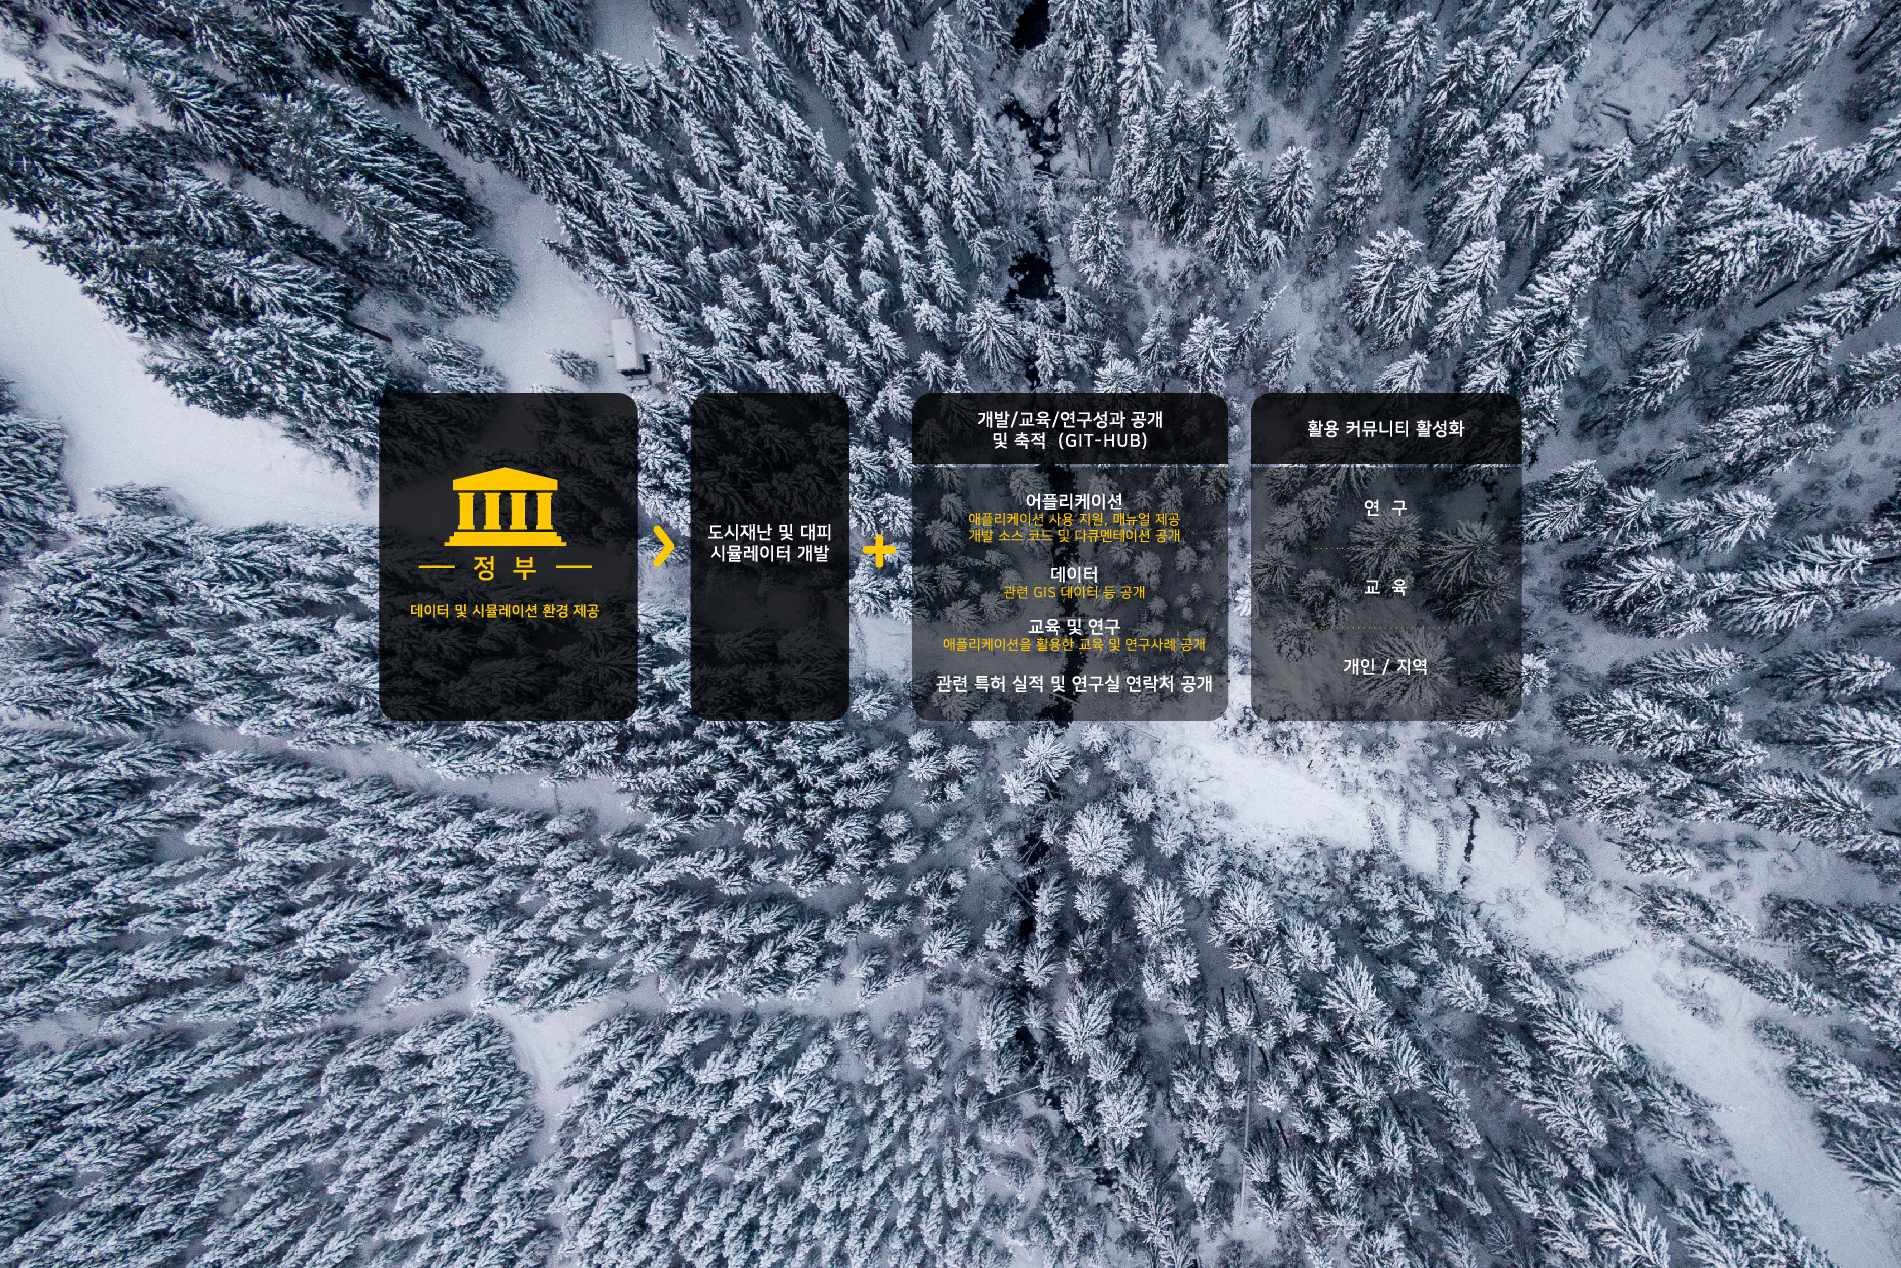 정 부
데이터 및 시뮬레이션 환경 제공
도시재난 및 대피
시뮬레이터 개발
개발/교육/연구성과 공개
및 축적 (GIT-HUB)
어플리케이션
애플리케이션 사용 지원, 매뉴얼 제공
개발 소스 코드 및 다큐멘테이션 공개
데이터
관련 GIS 데이터 등 공개
교육 및 연구
애플리케이션을 활용한 교육 및 연구사례 공개
관련 특허 실적 및 연구실 연락처 공개
활용 커뮤니티 활성화
연 구
교 육
개인 / 지역